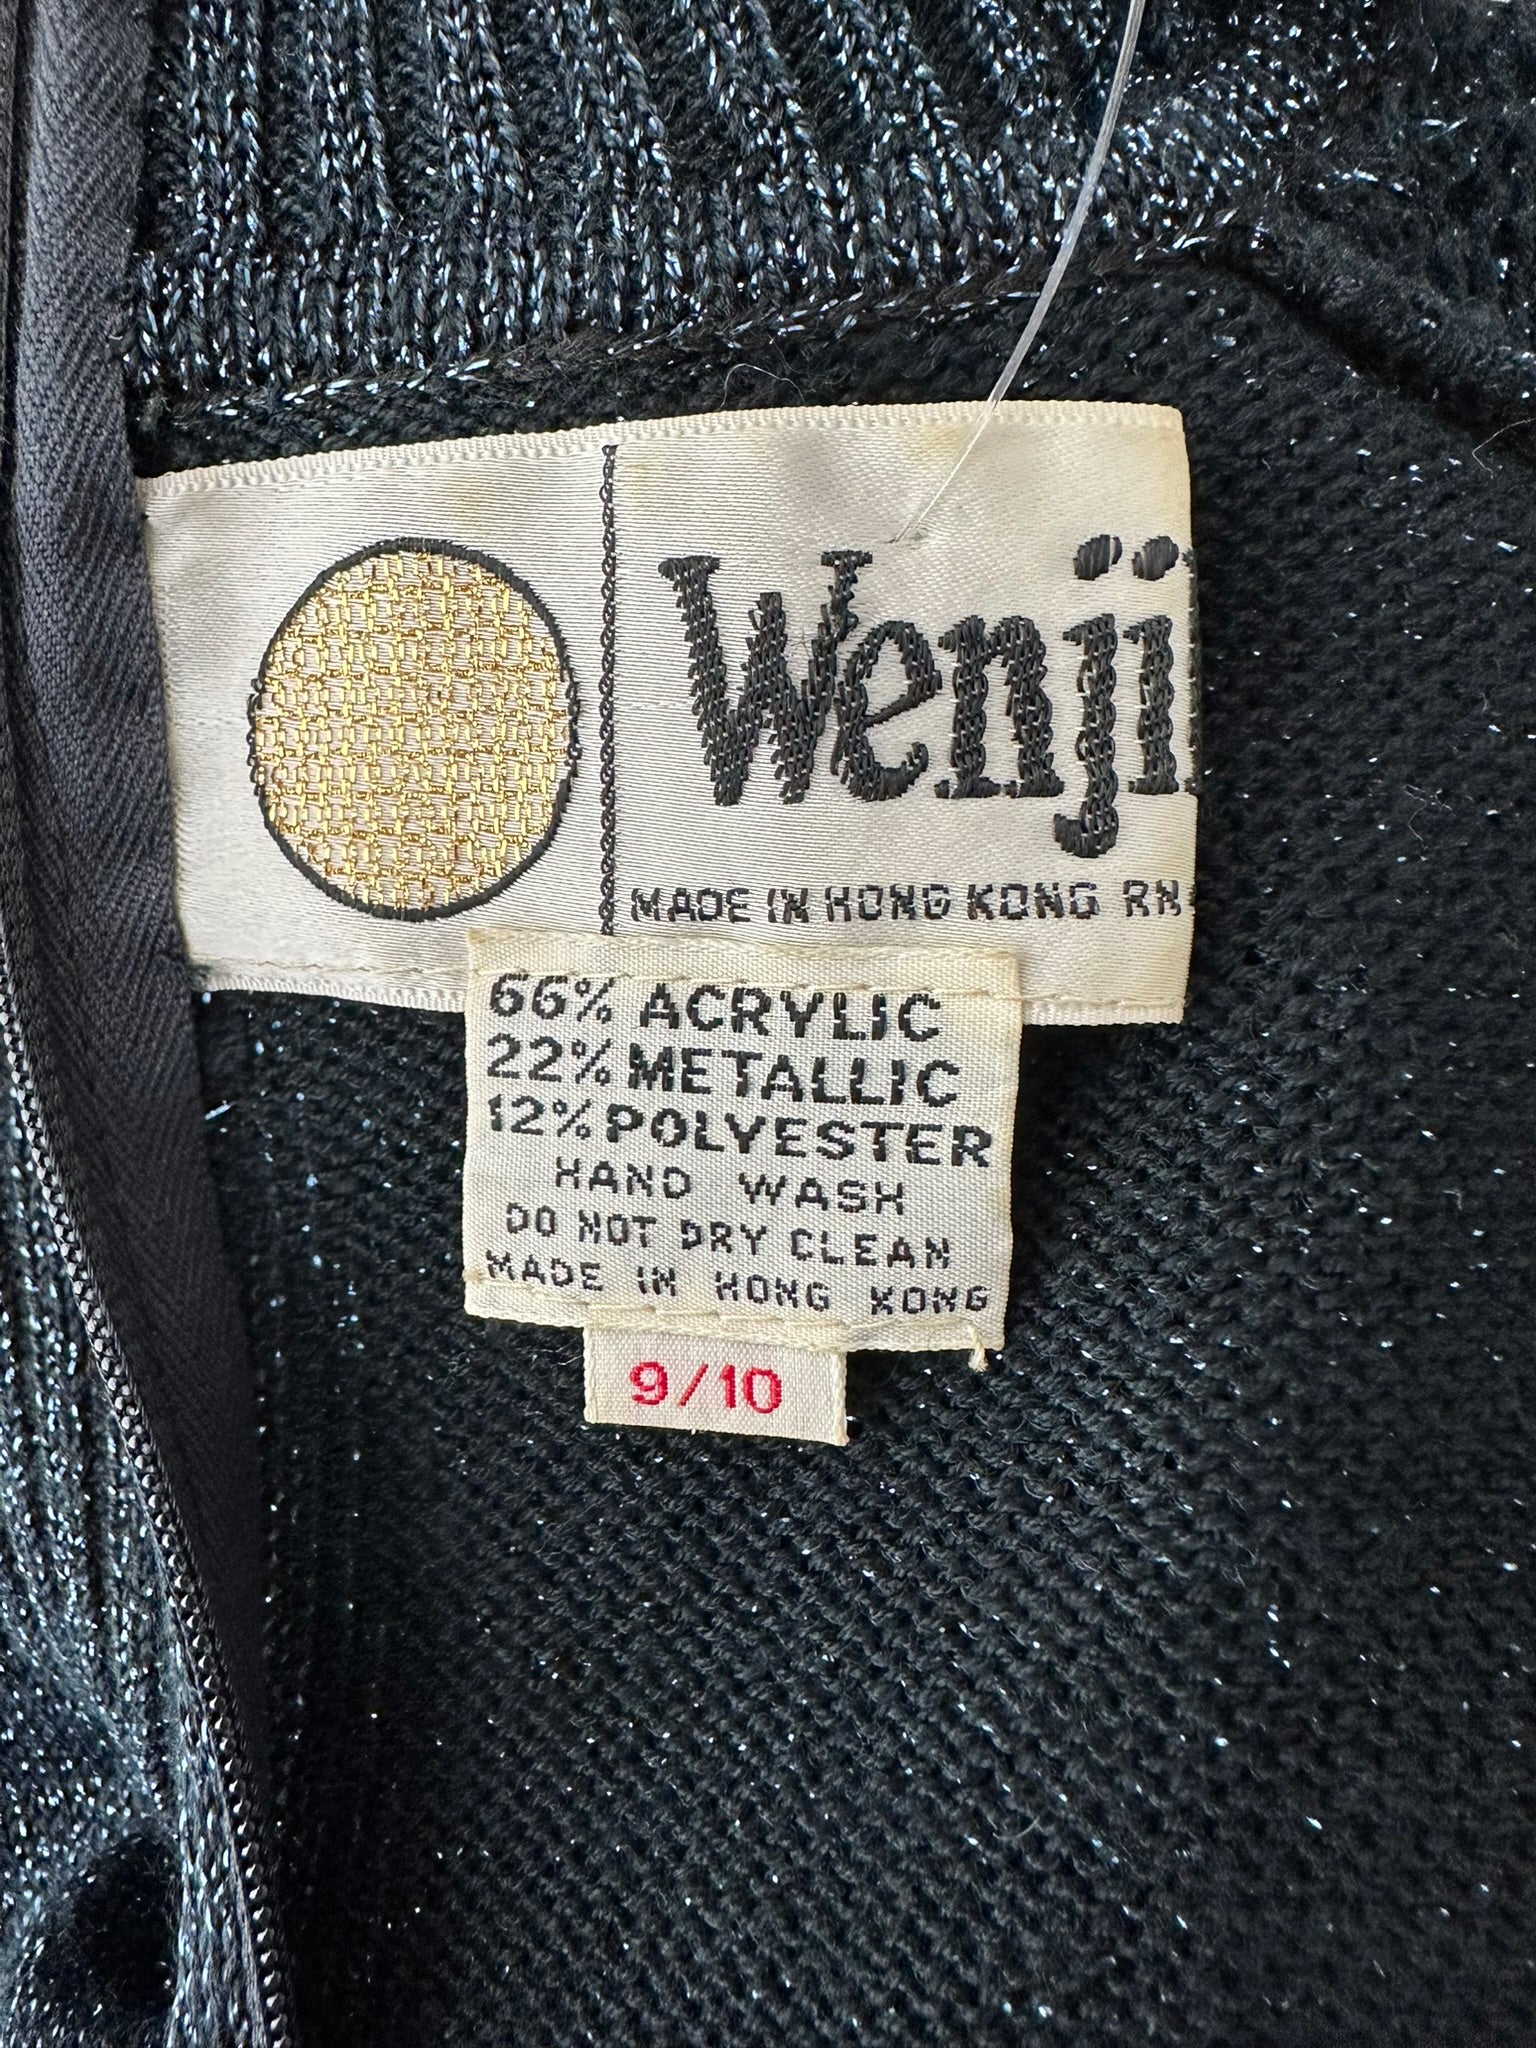 Wenji
MADE IN HONG KONG RN
66% ACRYLIC
22% METALLIC
12% POLYESTER
HAND WASH
DO NOT DRY CLEAN
MADE IN HONG KONG
9/10